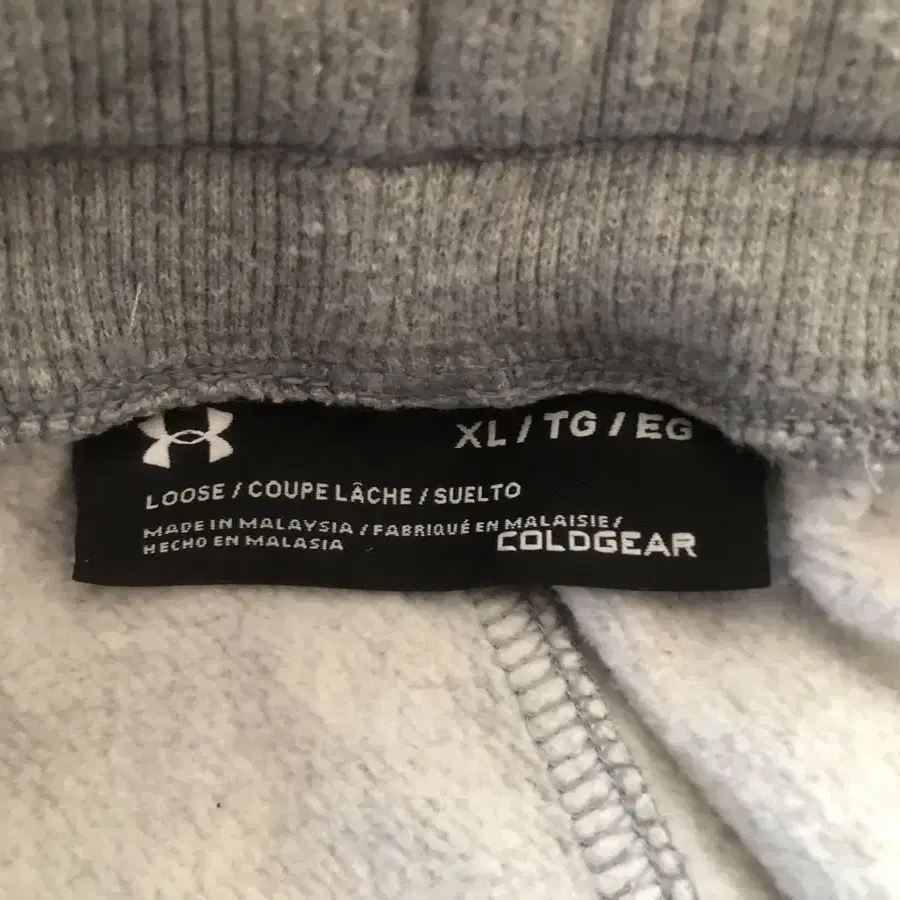 XL / TG / EG
LOOSE / COUPE LÂCHE / SUELTO
MADE IN MALAYSIA / FABRIQUÉ EN MALAISIE /
HECHO EN MALASIA
COLDGEAR